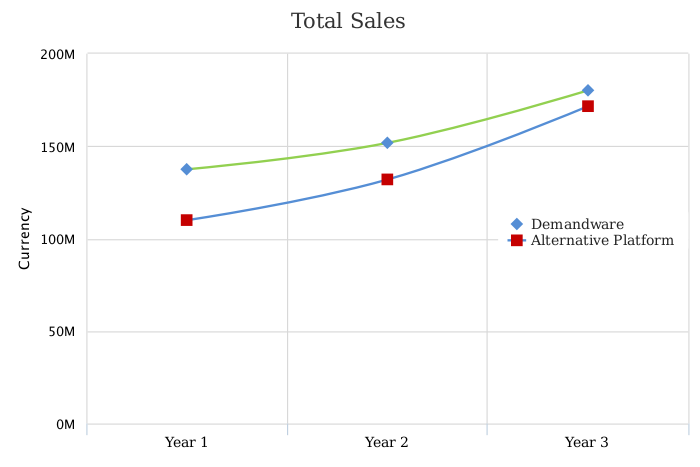 Total Sales
200M
150M
100M
50M
0M
Currency
Demandware
Alternative Platform
Year 1
Year 2
Year 3